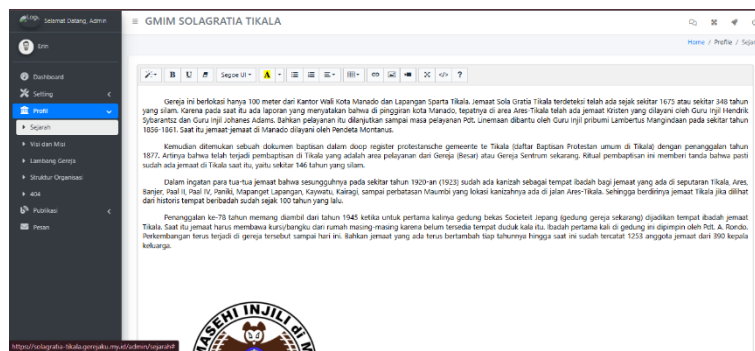 Selamat Datang, Admin
GMIM SOLAGRATIA TIKALA
Erin
Home / Profile / Sejar
Dashboard
Setting
Profil
Sejarah
Visi dan Misi
Lambang Gereja
Struktur Organisasi
404
Publikasi
Pesan
B U Segoe UI A </> ?
Gereja ini berlokasi hanya 100 meter dari Kantor Wali Kota Manado dan Lapangan Sparta Tikala. Jemaat Sola Gratia Tikala terdeteksi telah ada sejak sekitar 1675 atau sekitar 348 tahun
yang silam. Karena pada saat itu ada laporan yang menyatakan bahwa di pinggiran kota Manado, tepatnya di area Ares-Tikala telah ada jemaat Kristen yang dilayani oleh Guru Injil Hendrik
Sybarantsz dan Guru Injil Johanes Adams. Bahkan pelayanan itu dilanjutkan sampai masa pelayanan Pdt. Linemaan dibantu oleh Guru Injil pribumi Lambertus Mangindaan pada sekitar tahun
1856-1861. Saat itu jemaat-jemaat di Manado dilayani oleh Pendeta Montanus.
Kemudian ditemukan sebuah dokumen baptisan dalam doop register protestansche gemeente te Tikala (daftar Baptisan Protestan umum di Tikala) dengan penanggalan tahun
1877. Artinya bahwa telah terjadi pembaptisan di Tikala yang adalah area pelayanan dari Gereja (Besar) atau Gereja Sentrum sekarang. Ritual pembaptisan ini memberi tanda bahwa pasti
sudah ada jemaat di Tikala saat itu, yaitu sekitar 146 tahun yang silam.
Dalam ingatan para tua-tua jemaat bahwa sesungguhnya pada sekitar tahun 1920-an (1923) sudah ada kanizah sebagai tempat ibadah bagi jemaat yang ada di seputaran Tikala, Ares,
Banjer, Paal II, Paal IV, Paniki, Mapanget Lapangan, Kaywatu, Kairagi, sampai perbatasan Maumbi yang lokasi kanizahnya ada di jalan Ares-Tikala. Sehingga berdirinya jemaat Tikala jika dilihat
dari historis tempat beribadah sudah sejak 100 tahun yang lalu.
Penanggalan ke-78 tahun memang diambil dari tahun 1945 ketika untuk pertama kalinya gedung bekas Societeit Jepang (gedung gereja sekarang) dijadikan tempat ibadah jemaat
Tikala. Saat itu jemaat harus membawa kursi/bangku dari rumah masing-masing karena belum tersedia tempat duduk kala itu. Ibadah pertama kali di gedung ini dipimpin oleh Pdt. A. Rondo.
Perkembangan terus terjadi di gereja tersebut sampai hari ini. Bahkan jemaat yang ada terus bertambah tiap tahunnya hingga saat ini sudah tercatat 1253 anggota jemaat dari 390 kepala
keluarga.
MASEHI INJILI di M
https://solagratia-tikala.gerejaku.my.id/admin/sejarah#